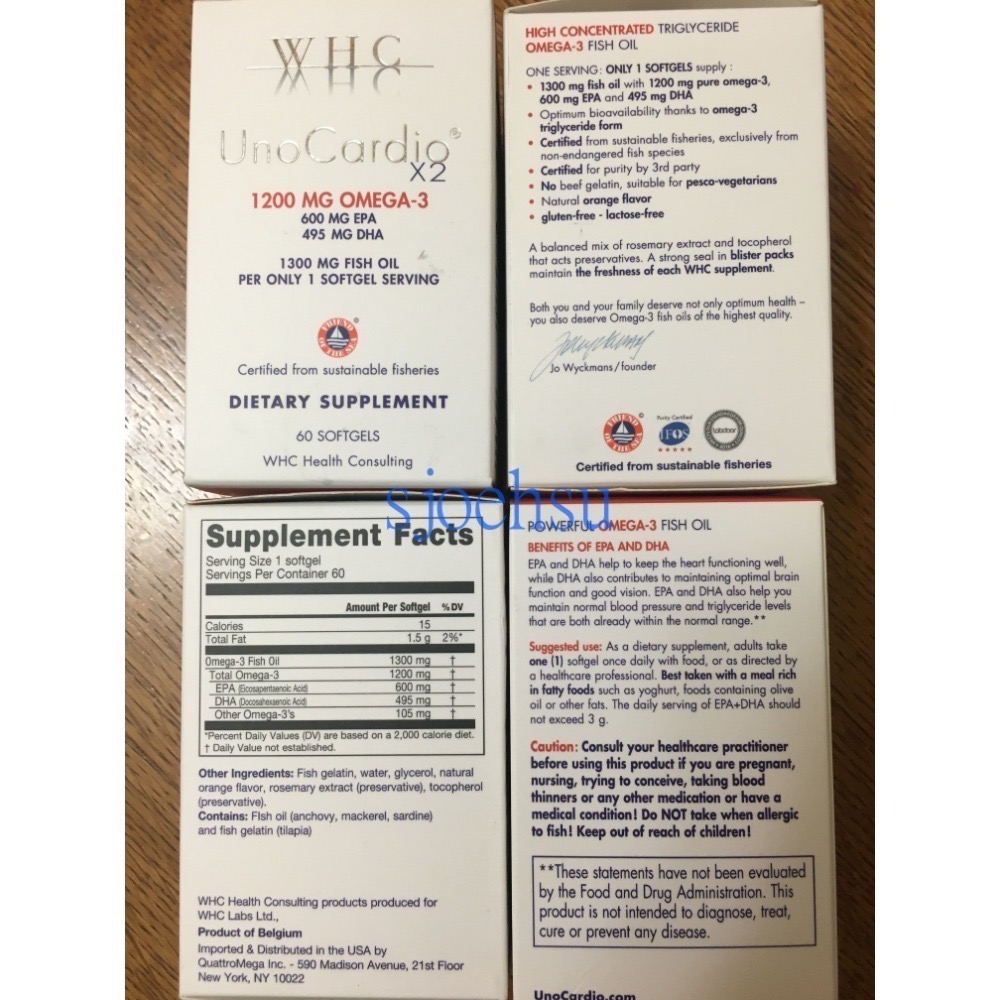 WHC
UnoCardio®
X2
1200 MG OMEGA-3
600 MG EPA
495 MG DHA
1300 MG FISH OIL
PER ONLY 1 SOFTGEL SERVING
FRIEND
OF THE SEA
®
Certified from sustainable fisheries
DIETARY SUPPLEMENT
60 SOFTGELS
WHC Health Consulting
HIGH CONCENTRATED TRIGLYCERIDE
OMEGA-3 FISH OIL
ONE SERVING: ONLY 1 SOFTGELS supply :
• 1300 mg fish oil with 1200 mg pure omega-3,
600 mg EPA and 495 mg DHA
• Optimum bioavailability thanks to omega-3
triglyceride form
• Certified from sustainable fisheries, exclusively from
non-endangered fish species
• Certified for purity by 3rd party
• No beef gelatin, suitable for pesco-vegetarians
• Natural orange flavor
• gluten-free - lactose-free
A balanced mix of rosemary extract and tocopherol
that acts preservatives. A strong seal in blister packs
maintain the freshness of each WHC supplement.
Both you and your family deserve not only optimum health –
you also deserve Omega-3 fish oils of the highest quality.
Jo Wyckmans/founder
FRIEND
OF THE SEA
®
Purity Certified
IFOS
labdoor
Certified from sustainable fisheries
sjoehsu
Supplement Facts
Serving Size 1 softgel
Servings Per Container 60
Amount Per Softgel %DV
Calories 15
Total Fat 1.5 g 2%*
Omega-3 Fish Oil 1300 mg †
Total Omega-3 1200 mg †
EPA (Eicosapentaenoic Acid) 600 mg †
DHA (Docosahexaenoic Acid) 495 mg †
Other Omega-3's 105 mg †
*Percent Daily Values (DV) are based on a 2,000 calorie diet.
† Daily Value not established.
Other Ingredients: Fish gelatin, water, glycerol, natural
orange flavor, rosemary extract (preservative), tocopherol
(preservative).
Contains: FIsh oil (anchovy, mackerel, sardine)
and fish gelatin (tilapia)
WHC Health Consulting products produced for
WHC Labs Ltd.,
Product of Belgium
Imported & Distributed in the USA by
QuattroMega Inc. - 590 Madison Avenue, 21st Floor
New York, NY 10022
POWERFUL OMEGA-3 FISH OIL
BENEFITS OF EPA AND DHA
EPA and DHA help to keep the heart functioning well,
while DHA also contributes to maintaining optimal brain
function and good vision. EPA and DHA also help you
maintain normal blood pressure and triglyceride levels
that are both already within the normal range.**
Suggested use: As a dietary supplement, adults take
one (1) softgel once daily with food, or as directed by
a healthcare professional. Best taken with a meal rich
in fatty foods such as yoghurt, foods containing olive
oil or other fats. The daily serving of EPA+DHA should
not exceed 3 g.
Caution: Consult your healthcare practitioner
before using this product if you are pregnant,
nursing, trying to conceive, taking blood
thinners or any other medication or have a
medical condition! Do NOT take when allergic
to fish! Keep out of reach of children!
**These statements have not been evaluated
by the Food and Drug Administration. This
product is not intended to diagnose, treat,
cure or prevent any disease.
UnoCardio.com